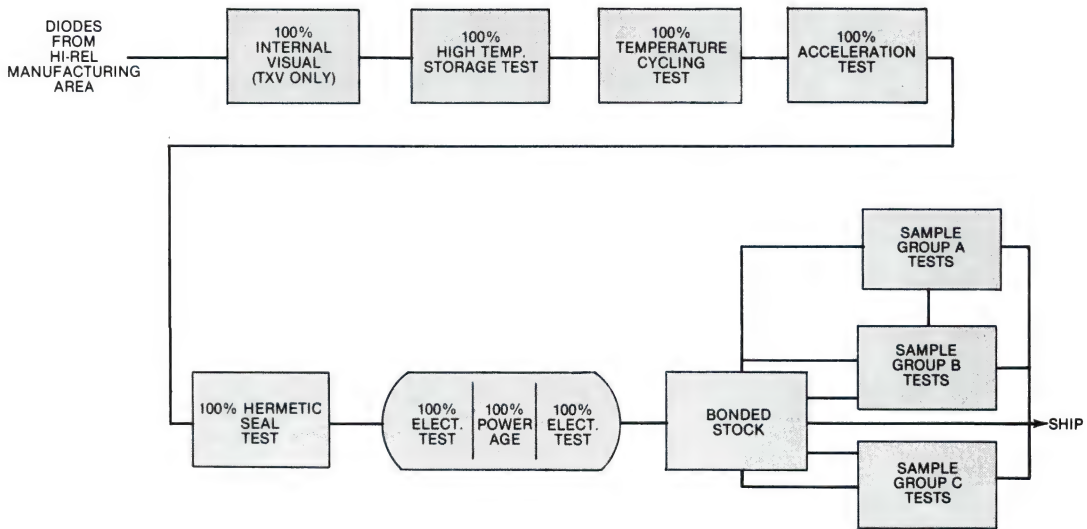 DIODES
FROM
HI-REL
MANUFACTURING
AREA
100%
INTERNAL
VISUAL
(TXV ONLY)
100%
HIGH TEMP.
STORAGE TEST
100%
TEMPERATURE
CYCLING
TEST
100%
ACCELERATION
TEST
100% HERMETIC
SEAL
TEST
100%
ELECT.
TEST
100%
POWER
AGE
100%
ELECT.
TEST
BONDED
STOCK
SAMPLE
GROUP A
TESTS
SAMPLE
GROUP B
TESTS
SAMPLE
GROUP C
TESTS
SHIP